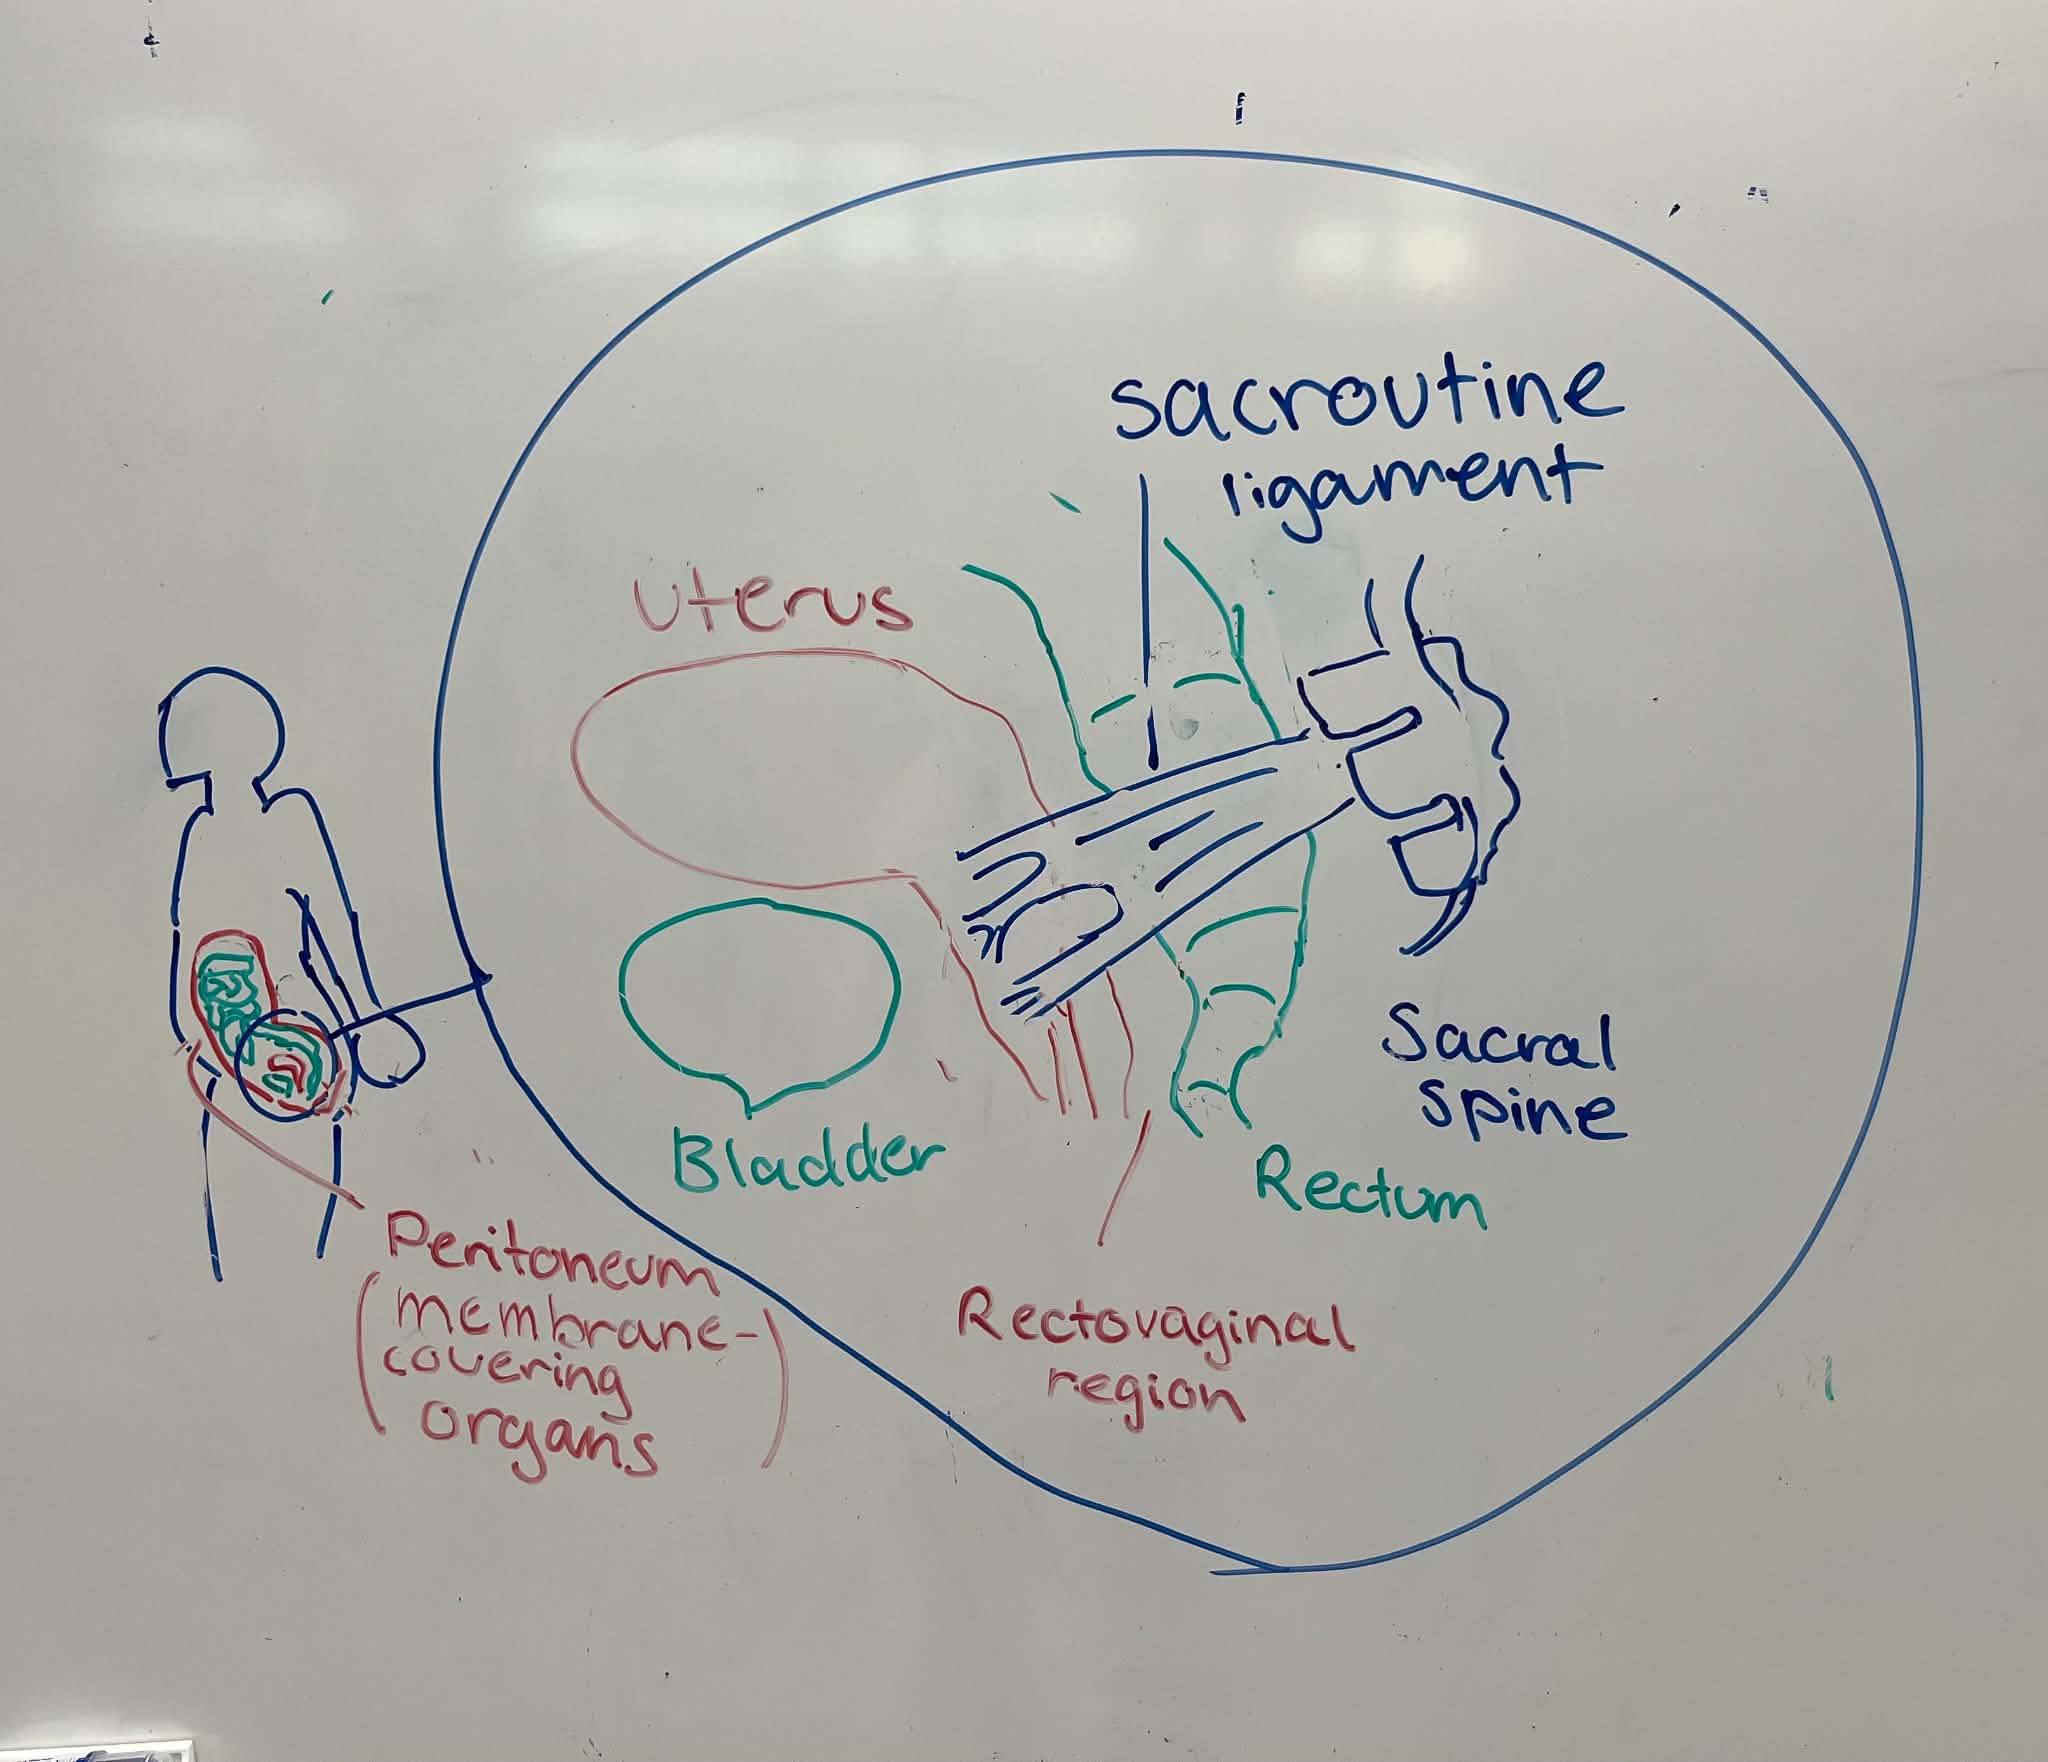 sacroutine
ligament
uterus
Sacral
spine
Bladder
Rectum
Peritoneum
(membrane-)
covering
organs
Rectovaginal
region